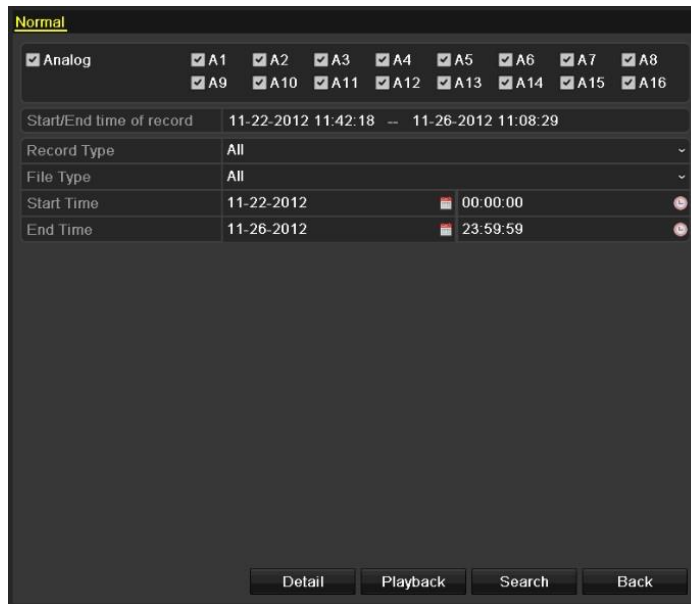 Normal
Analog A1 A2 A3 A4 A5 A6 A7 A8
A9 A10 A11 A12 A13 A14 A15 A16
Start/End time of record 11-22-2012 11:42:18 -- 11-26-2012 11:08:29
Record Type All
File Type All
Start Time 11-22-2012 00:00:00
End Time 11-26-2012 23:59:59
Detail Playback Search Back